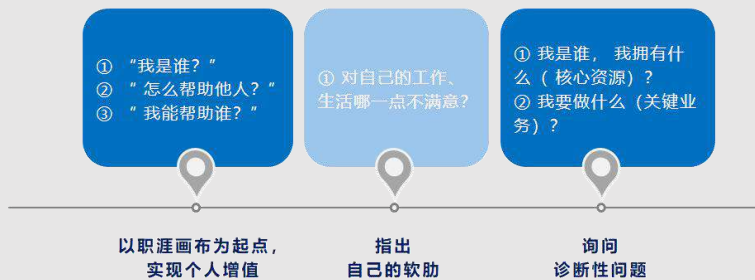 ① “我是谁？”
② “ 怎么帮助他人？”
③ “ 我能帮助谁？”
① 对自己的工作、
生活哪一点不满意？
① 我是谁， 我拥有什
么（ 核心资源）？
② 我要做什么（关键业
务）？
以职涯画布为起点，
实现个人增值
指出
自己的软肋
询问
诊断性问题